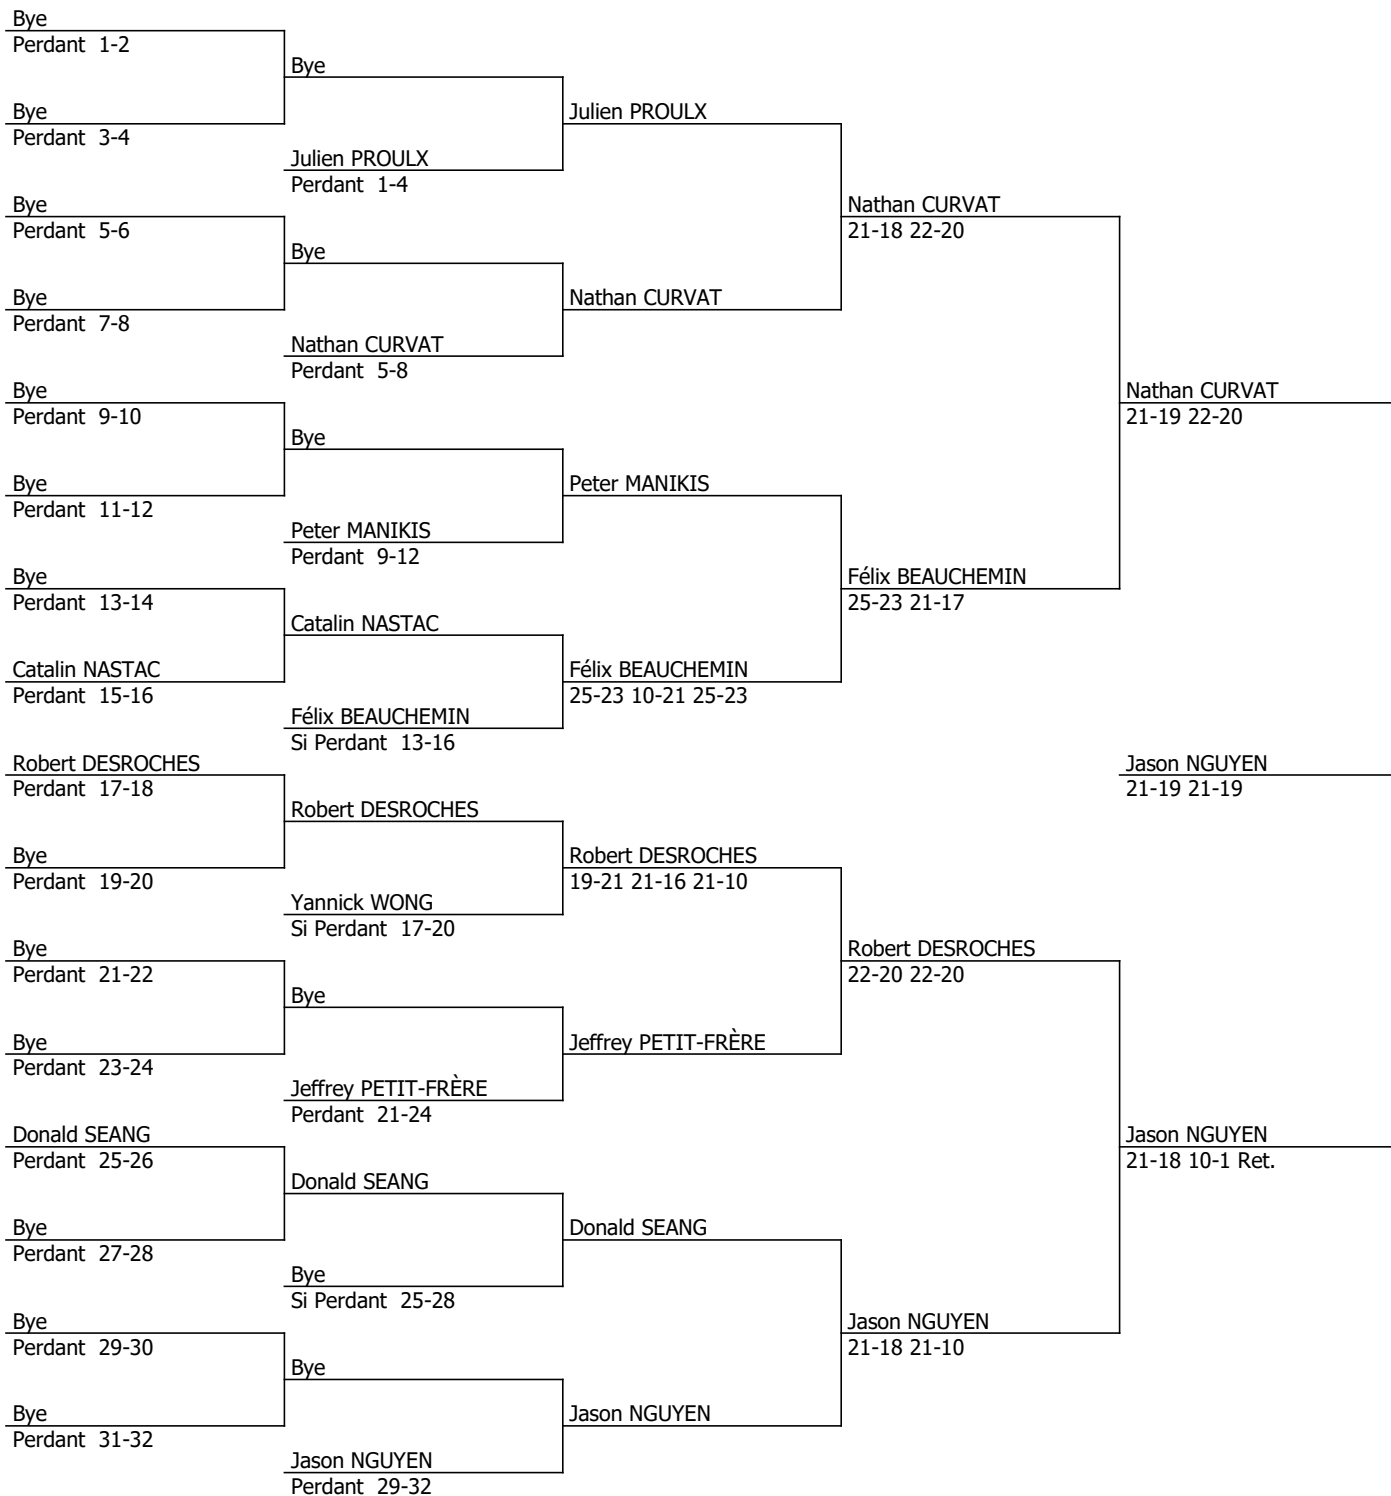 Bye
Perdant 1-2
Bye
Bye
Julien PROULX
Perdant 3-4
Julien PROULX
Perdant 1-4
Bye
Nathan CURVAT
Perdant 5-6
21-18 22-20
Bye
Bye
Nathan CURVAT
Perdant 7-8
Nathan CURVAT
Perdant 5-8
Bye
Nathan CURVAT
Perdant 9-10
21-19 22-20
Bye
Bye
Peter MANIKIS
Perdant 11-12
Peter MANIKIS
Perdant 9-12
Bye
Félix BEAUCHEMIN
Perdant 13-14
25-23 21-17
Catalin NASTAC
Catalin NASTAC
Félix BEAUCHEMIN
Perdant 15-16
25-23 10-21 25-23
Félix BEAUCHEMIN
Si Perdant 13-16
Robert DESROCHES
Jason NGUYEN
Perdant 17-18
21-19 21-19
Robert DESROCHES
Bye
Robert DESROCHES
Perdant 19-20
19-21 21-16 21-10
Yannick WONG
Si Perdant 17-20
Bye
Robert DESROCHES
Perdant 21-22
22-20 22-20
Bye
Bye
Jeffrey PETIT-FRÈRE
Perdant 23-24
Jeffrey PETIT-FRÈRE
Perdant 21-24
Donald SEANG
Jason NGUYEN
Perdant 25-26
21-18 10-1 Ret.
Donald SEANG
Bye
Donald SEANG
Perdant 27-28
Bye
Si Perdant 25-28
Bye
Jason NGUYEN
Perdant 29-30
21-18 21-10
Bye
Bye
Jason NGUYEN
Perdant 31-32
Jason NGUYEN
Perdant 29-32